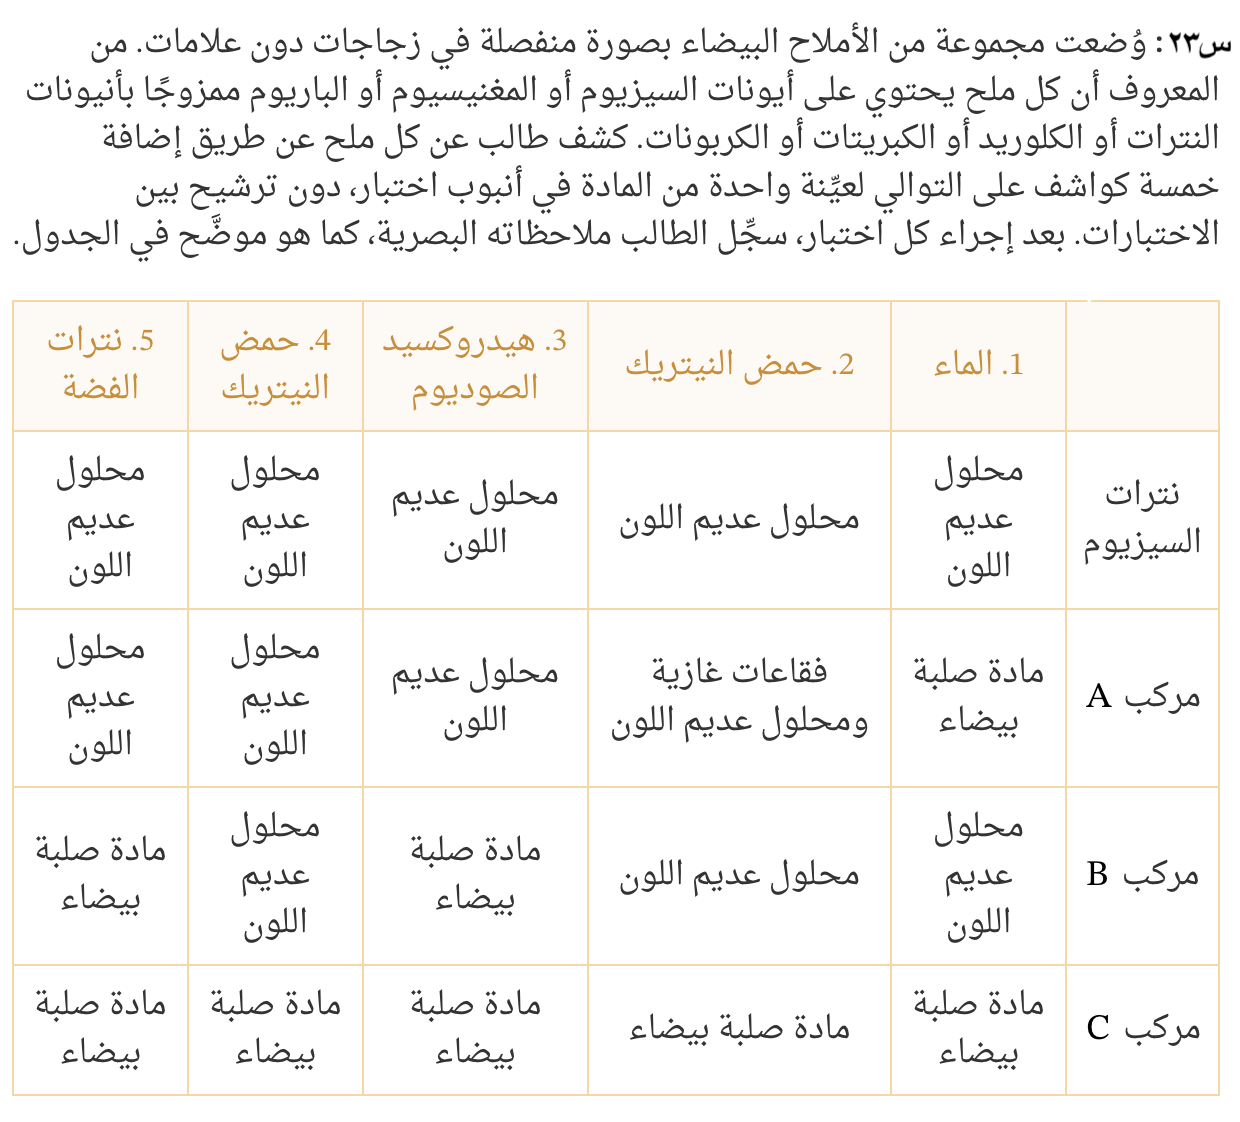 س٢٣: وُضعت مجموعة من الأملاح البيضاء بصورة منفصلة في زجاجات دون علامات. من
المعروف أن كل ملح يحتوي على أيونات السيزيوم أو المغنيسيوم أو الباريوم ممزوجًا بأنيونات
النترات أو الكلوريد أو الكبريتات أو الكربونات. كشف طالب عن كل ملح عن طريق إضافة
خمسة كواشف على التوالي لعيِّنة واحدة من المادة في أنبوب اختبار، دون ترشيح بين
الاختبارات. بعد إجراء كل اختبار، سجِّل الطالب ملاحظاته البصرية، كما هو موضَّح في الجدول.
1. الماء
2. حمض النيتريك
3. هيدروكسيد
الصوديوم
4. حمض
النيتريك
5. نترات
الفضة
نترات
السيزيوم
محلول
عديم
اللون
محلول عديم اللون
محلول عديم
اللون
محلول
عديم
اللون
محلول
عديم
اللون
مركب A
مادة صلبة
بيضاء
فقاعات غازية
ومحلول عديم اللون
محلول عديم
اللون
محلول
عديم
اللون
محلول
عديم
اللون
مركب B
محلول
عديم
اللون
محلول عديم اللون
مادة صلبة
بيضاء
محلول
عديم
اللون
مادة صلبة
بيضاء
مركب C
مادة صلبة
بيضاء
مادة صلبة بيضاء
مادة صلبة
بيضاء
مادة صلبة
بيضاء
مادة صلبة
بيضاء